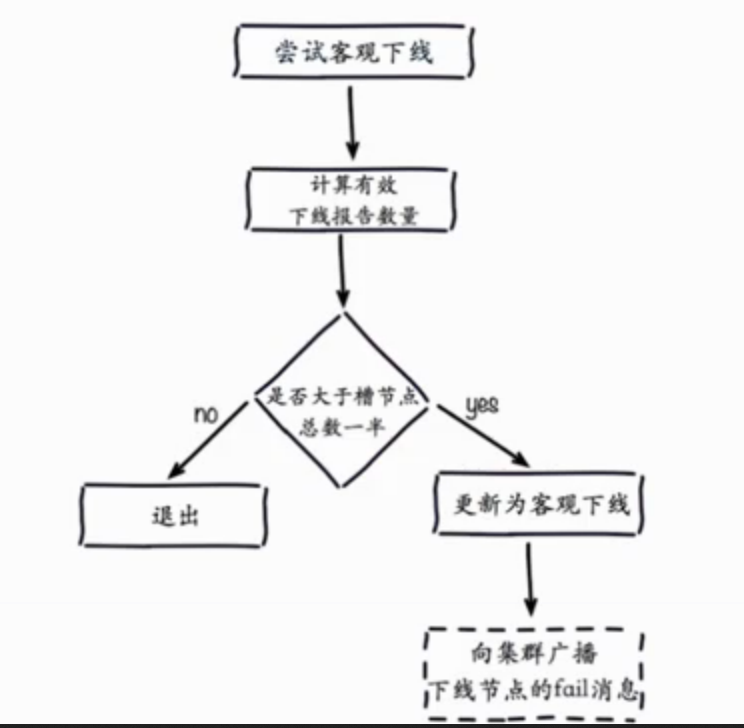 尝试客观下线
计算有效
下线报告数量
是否大于槽节点
总数一半
no
yes
退出
更新为客观下线
向集群广播
下线节点的fail消息